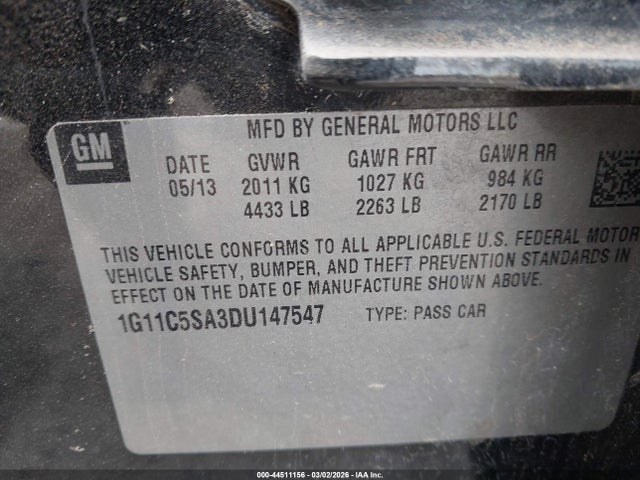 GM
MFD BY GENERAL MOTORS LLC
DATE GVWR GAWR FRT GAWR RR
05/13 2011 KG 1027 KG 984 KG
4433 LB 2263 LB 2170 LB
THIS VEHICLE CONFORMS TO ALL APPLICABLE U.S. FEDERAL MOTOR
VEHICLE SAFETY, BUMPER, AND THEFT PREVENTION STANDARDS IN
EFFECT ON THE DATE OF MANUFACTURE SHOWN ABOVE.
1G11C5SA3DU147547 TYPE: PASS CAR
000-44511156 | 03/02/2026 | IAA Inc.